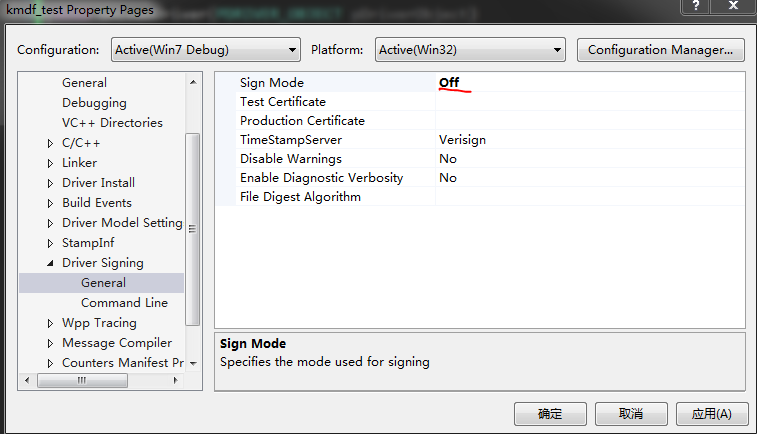 kmdf_test Property Pages
Configuration: Active(Win7 Debug) Platform: Active(Win32) Configuration Manager...
General
Debugging
VC++ Directories
C/C++
Linker
Driver Install
Build Events
Driver Model Setting
StampInf
Driver Signing
General
Command Line
Wpp Tracing
Message Compiler
Counters Manifest Pr
Sign Mode Off
Test Certificate
Production Certificate
TimeStampServer Verisign
Disable Warnings No
Enable Diagnostic Verbosity No
File Digest Algorithm
Sign Mode
Specifies the mode used for signing
确定 取消 应用(A)